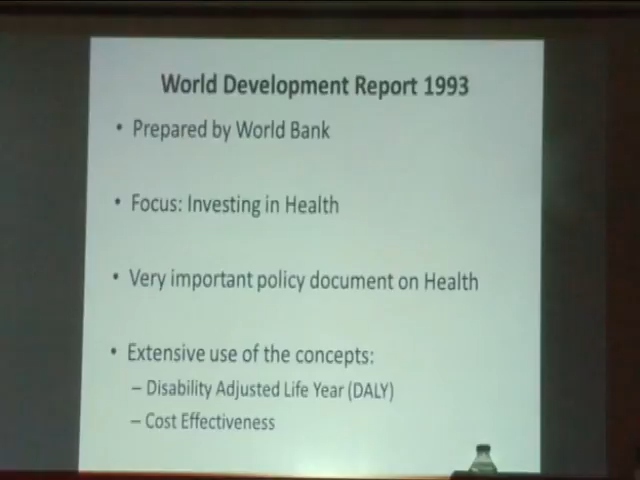 World Development Report 1993
• Prepared by World Bank
• Focus: Investing in Health
• Very important policy document on Health
• Extensive use of the concepts:
– Disability Adjusted Life Year (DALY)
– Cost Effectiveness